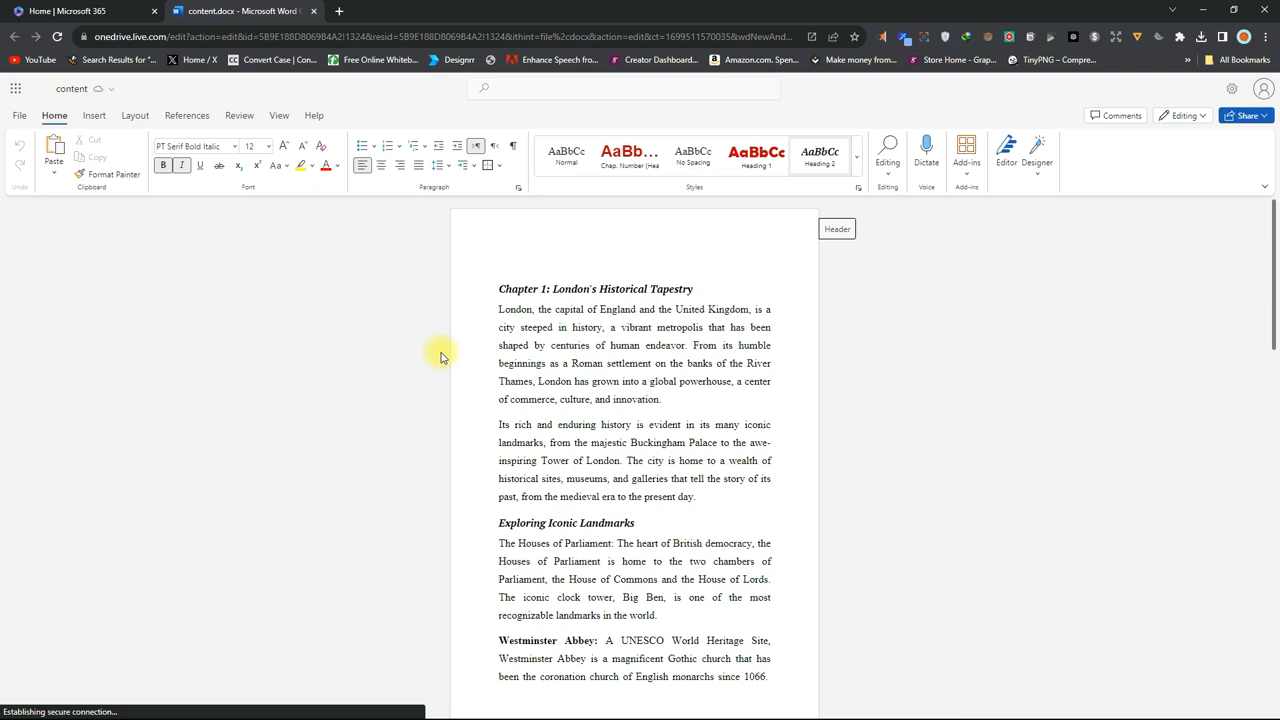 Home | Microsoft 365
content.docx - Microsoft Word
onedrive.live.com/edit?action=edit&id=5B9E188D8069B4A2!1324&resid=5B9E188D8069B4A2!1324&ithint=file%2cdocx&action=edit&ct=1699511570035&wdNewAnd...
YouTube
Search Results for "...
Home / X
Convert Case | Con...
Free Online Whiteb...
Designrr
Enhance Speech from...
Creator Dashboard...
Amazon.com. Spen...
Make money from...
Store Home - Grap...
TinyPNG – Compre...
»
All Bookmarks
content
File
Home
Insert
Layout
References
Review
View
Help
Comments
Editing
Share
Undo
Paste
Cut
Copy
Format Painter
Clipboard
PT Serif Bold Italic
12
Font
Paragraph
AaBbCc
Normal
AaBb...
Chap. Number (Hea
AaBbCc
No Spacing
AaBbCc
Heading 1
AaBbCc
Heading 2
Styles
Editing
Editing
Dictate
Voice
Add-ins
Add-ins
Editor
Designer
Header
Chapter 1: London's Historical Tapestry
London, the capital of England and the United Kingdom, is a
city steeped in history, a vibrant metropolis that has been
shaped by centuries of human endeavor. From its humble
beginnings as a Roman settlement on the banks of the River
Thames, London has grown into a global powerhouse, a center
of commerce, culture, and innovation.
Its rich and enduring history is evident in its many iconic
landmarks, from the majestic Buckingham Palace to the awe-
inspiring Tower of London. The city is home to a wealth of
historical sites, museums, and galleries that tell the story of its
past, from the medieval era to the present day.
Exploring Iconic Landmarks
The Houses of Parliament: The heart of British democracy, the
Houses of Parliament is home to the two chambers of
Parliament, the House of Commons and the House of Lords.
The iconic clock tower, Big Ben, is one of the most
recognizable landmarks in the world.
Westminster Abbey: A UNESCO World Heritage Site,
Westminster Abbey is a magnificent Gothic church that has
been the coronation church of English monarchs since 1066.
Establishing secure connection...